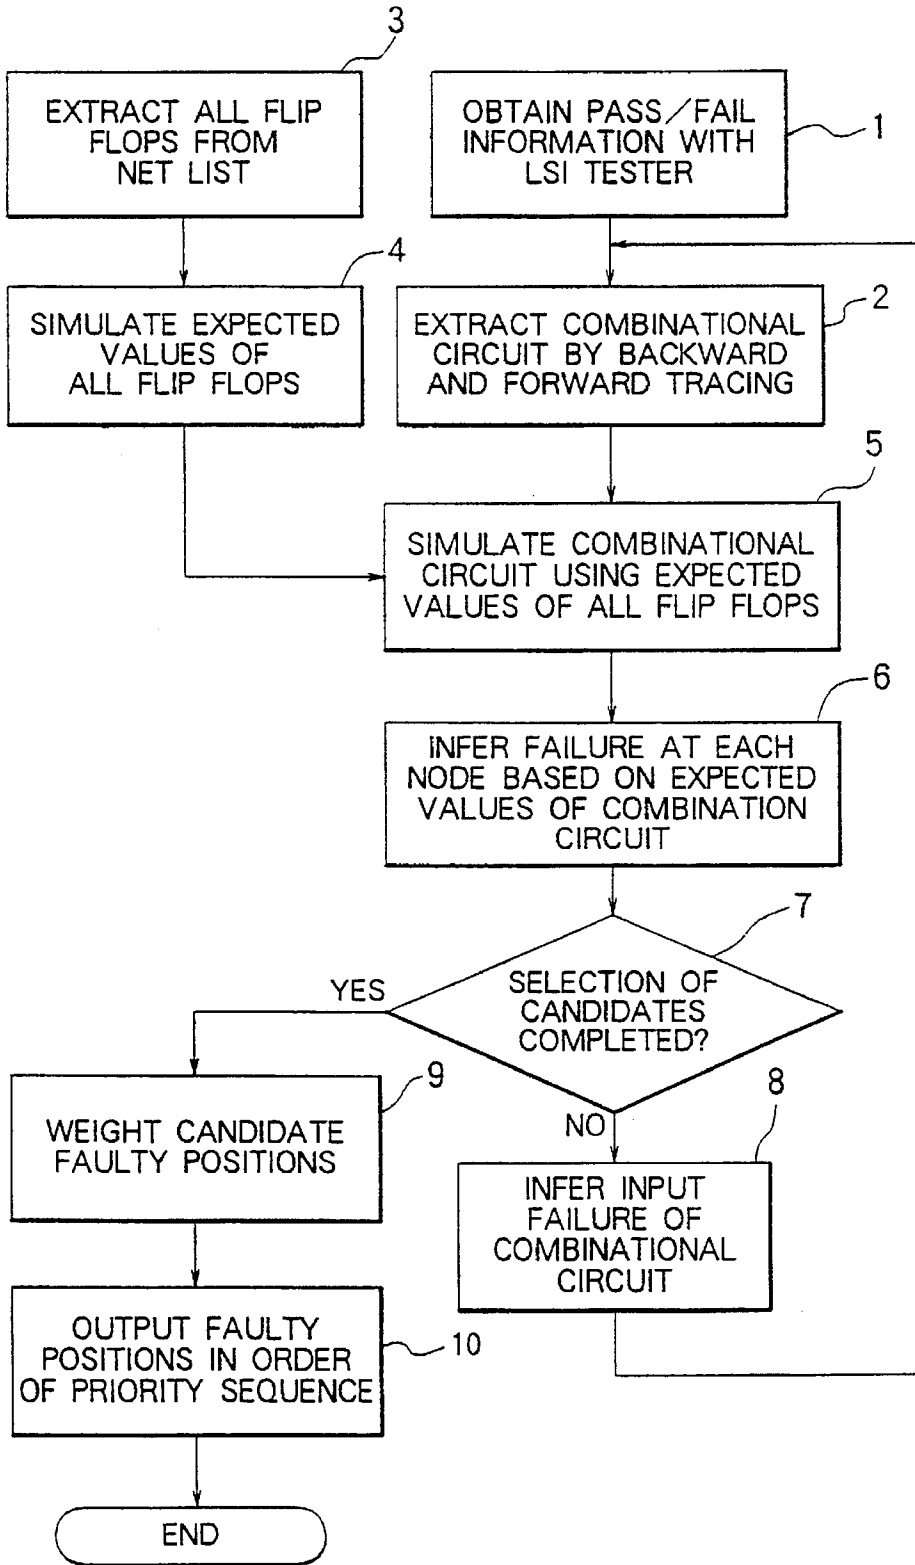 3
EXTRACT ALL FLIP
FLOPS FROM
NET LIST
OBTAIN PASS/FAIL
INFORMATION WITH
LSI TESTER
1
4
SIMULATE EXPECTED
VALUES OF
ALL FLIP FLOPS
2
EXTRACT COMBINATIONAL
CIRCUIT BY BACKWARD
AND FORWARD TRACING
5
SIMULATE COMBINATIONAL
CIRCUIT USING EXPECTED
VALUES OF ALL FLIP FLOPS
6
INFER FAILURE AT EACH
NODE BASED ON EXPECTED
VALUES OF COMBINATION
CIRCUIT
7
SELECTION OF
CANDIDATES
COMPLETED?
YES
NO
9
WEIGHT CANDIDATE
FAULTY POSITIONS
8
INFER INPUT
FAILURE OF
COMBINATIONAL
CIRCUIT
OUTPUT FAULTY
POSITIONS IN ORDER
OF PRIORITY SEQUENCE
10
END